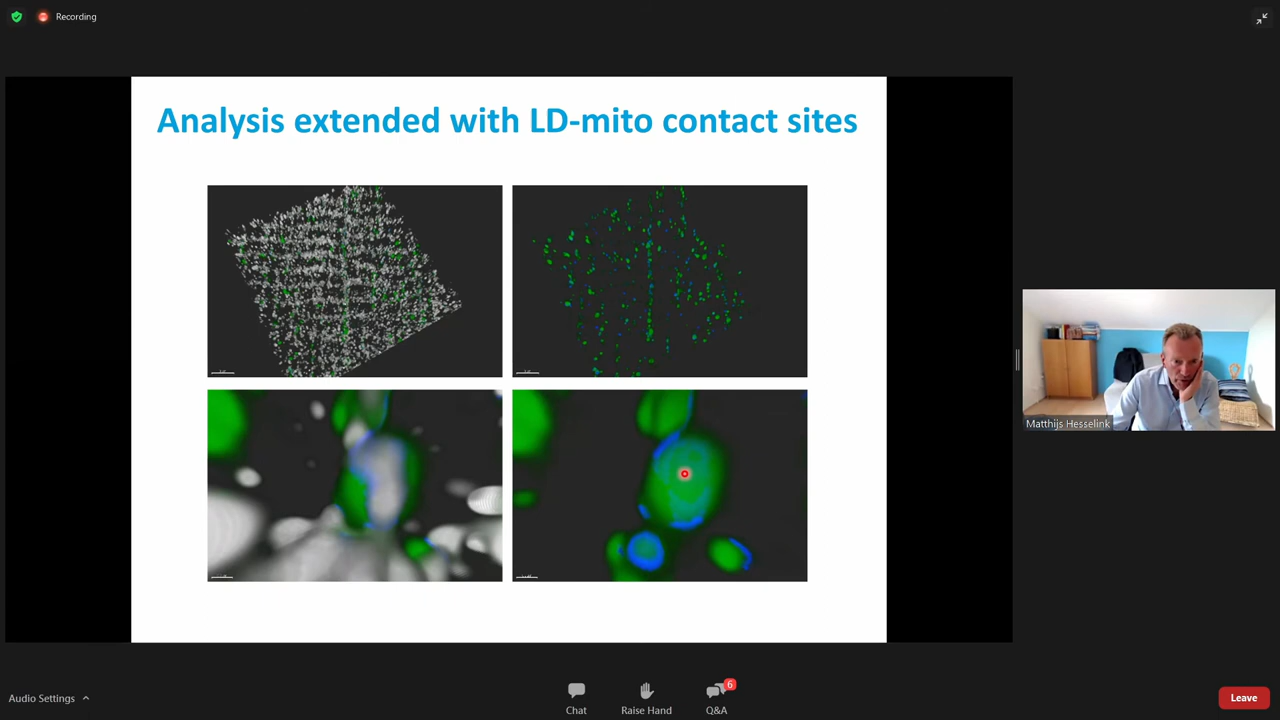 Recording
Analysis extended with LD-mito contact sites
Matthijs Hesselink
Audio Settings
Chat
Raise Hand
6
Q&A
Leave